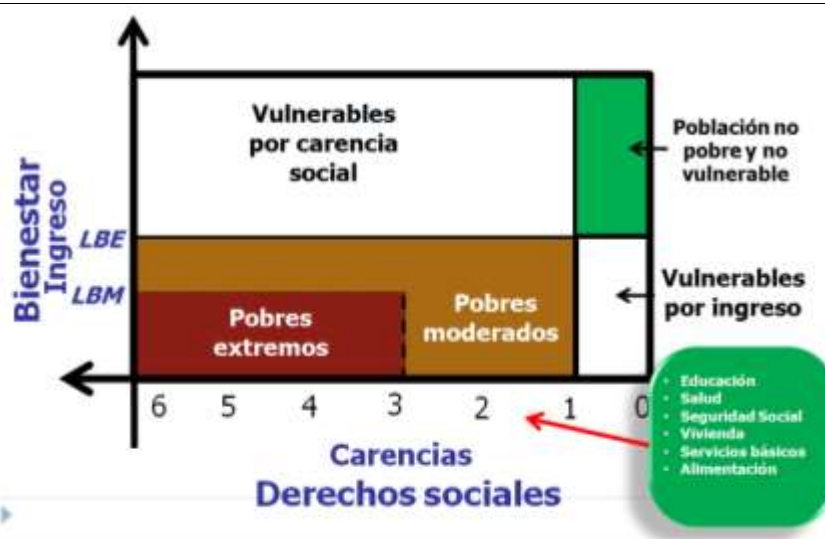 Vulnerables
por carencia
social
Población no
pobre y no
vulnerable
Bienestar
Ingreso
LBE
LBM
Pobres
extremos
Pobres
moderados
Vulnerables
por ingreso
6 5 4 3 2 1 0
• Educación
• Salud
• Seguridad Social
• Vivienda
• Servicios básicos
• Alimentación
Carencias
Derechos sociales